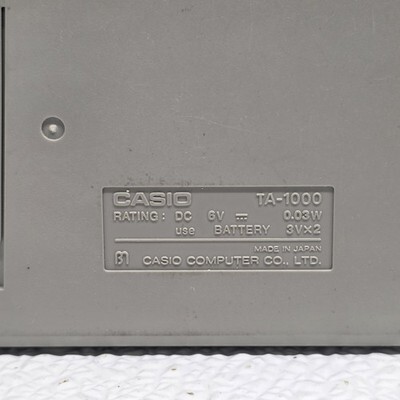 CASIO TA-1000
RATING: DC 6V ⎓ 0.03W
use BATTERY 3V×2
MADE IN JAPAN
CASIO COMPUTER CO., LTD.